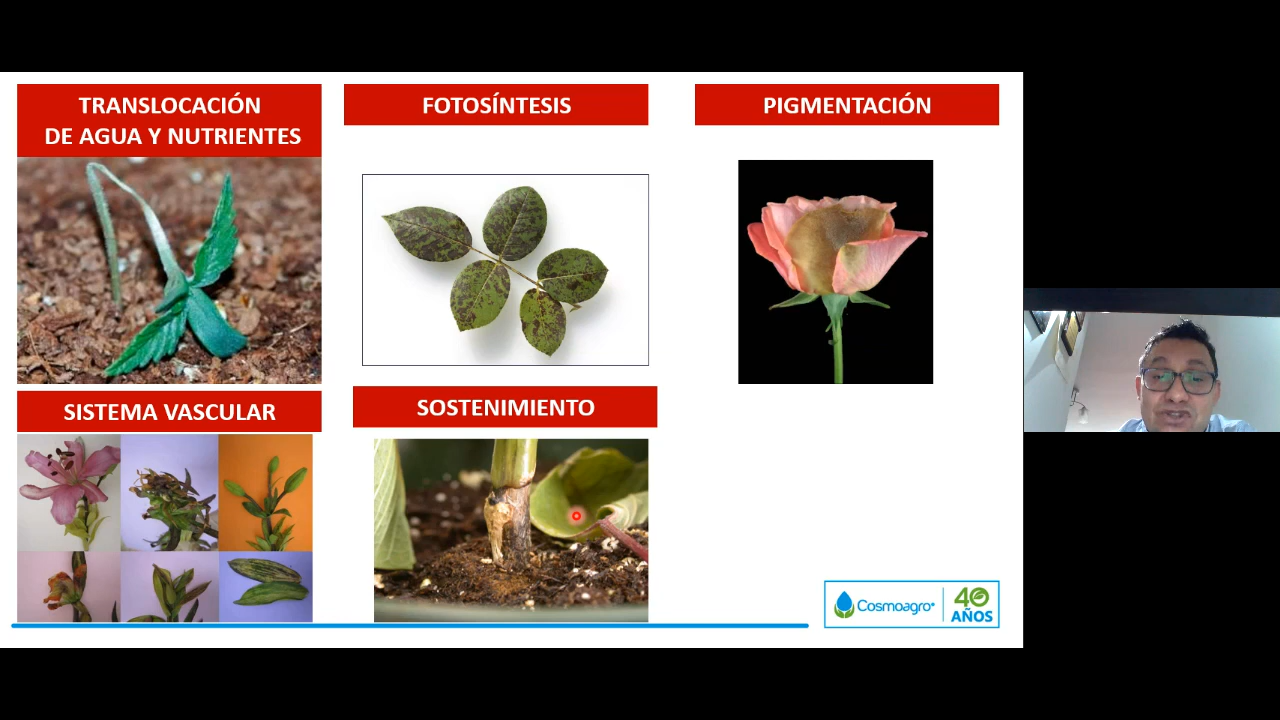 TRANSLOCACIÓN
DE AGUA Y NUTRIENTES
FOTOSÍNTESIS
PIGMENTACIÓN
SISTEMA VASCULAR
SOSTENIMIENTO
Cosmoagro
40
AÑOS